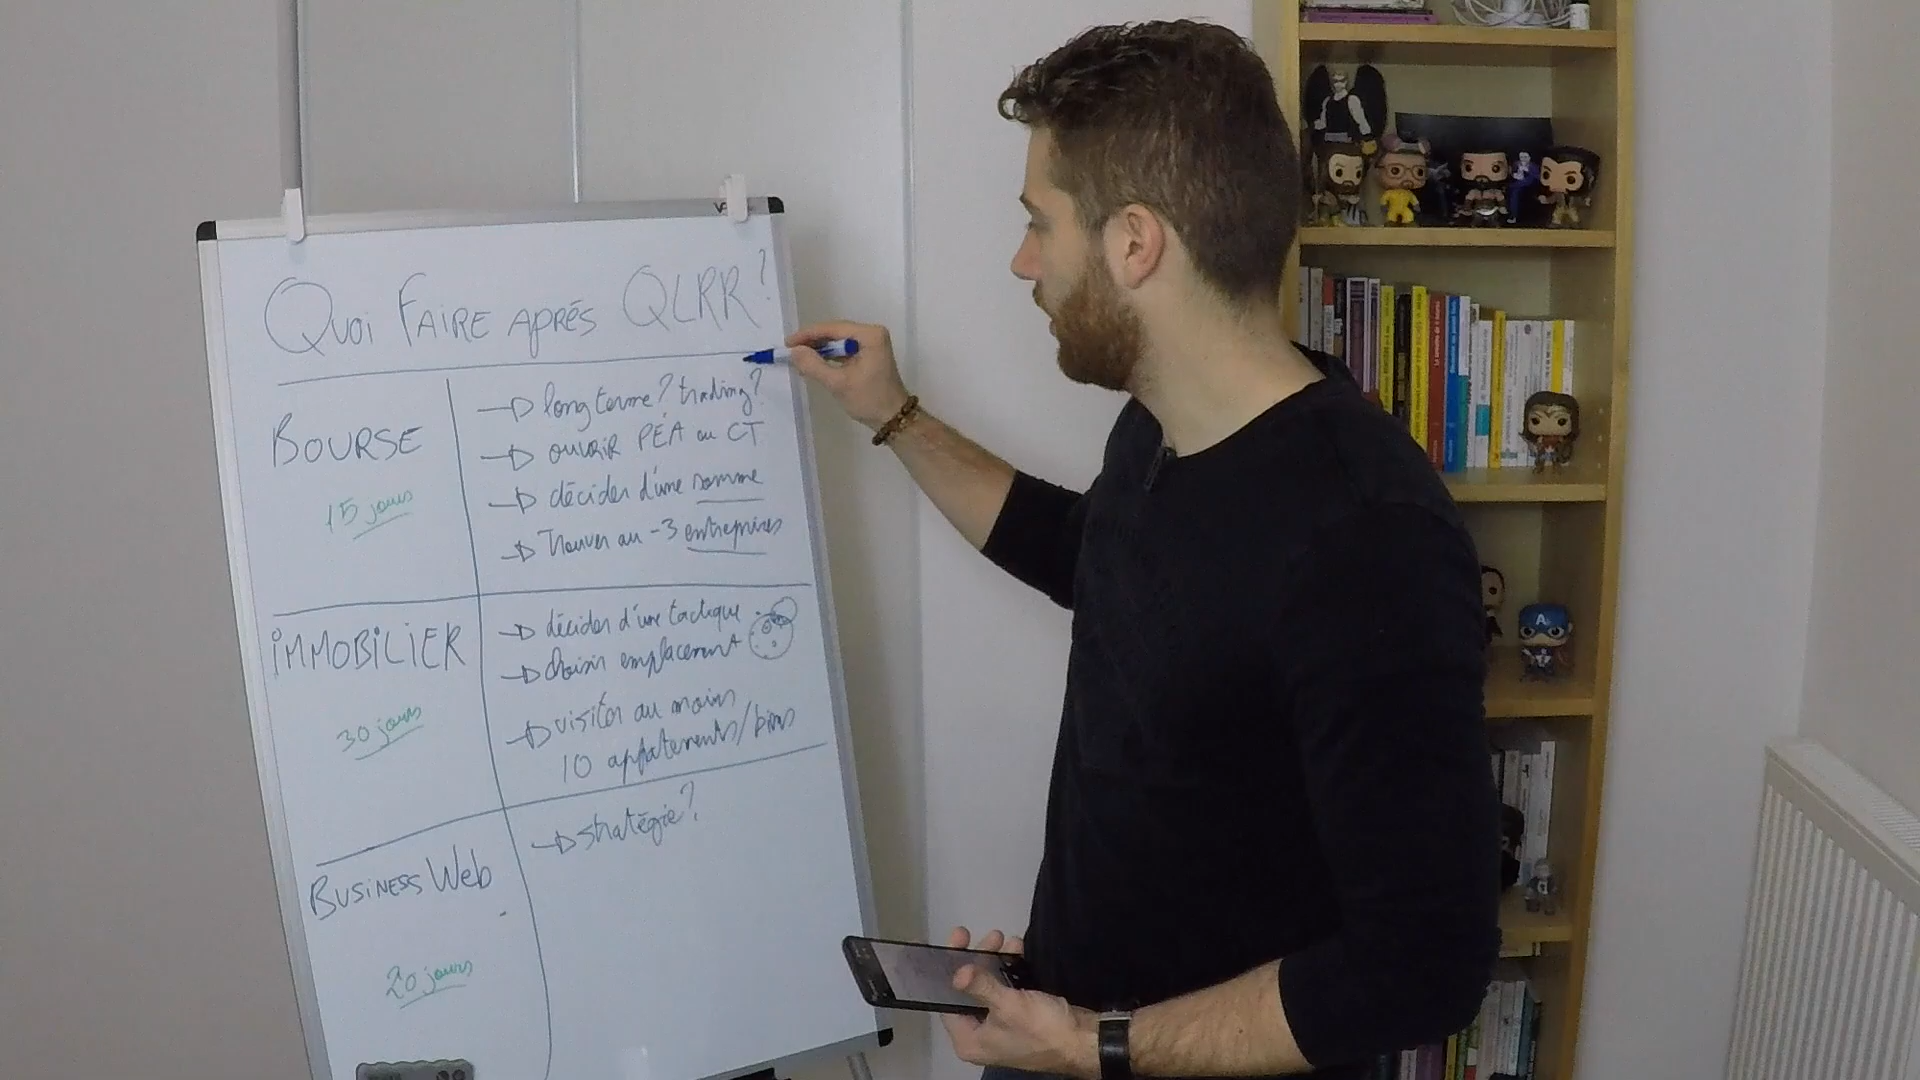 Quoi FAIRE APRÈS QLRR?
BOURSE
15 jours
long terme? trading?
OUVRIR PÉA ou CT
décider d'une somme
Trouver au -3 entreprises
iMMOBiLiER
30 jours
décider d'une tactique
choisir emplacement
visiter au moins
10 appatements/biens
BUSiNESS Web
20 jours
stratégie?
A